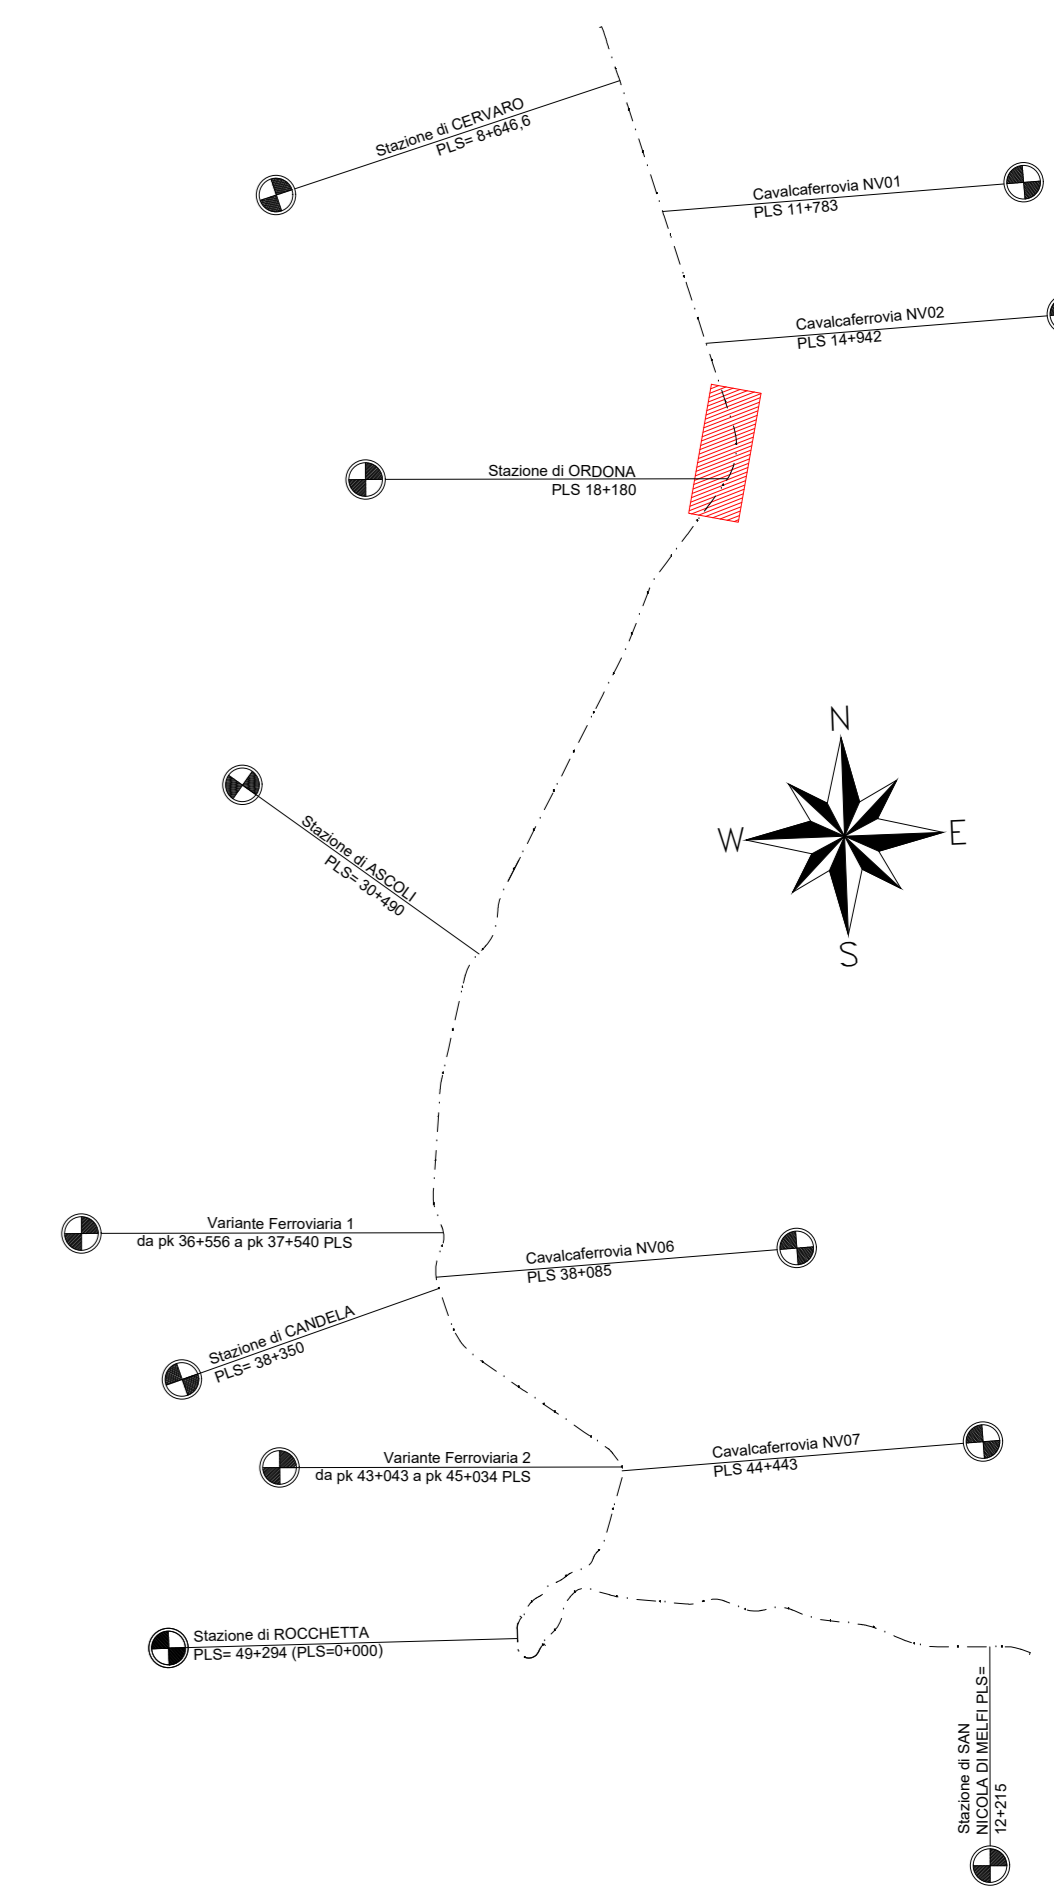 Stazione di CERVARO
PLS= 8+646,6
Cavalcaferrovia NV01
PLS 11+783
Cavalcaferrovia NV02
PLS 14+942
Stazione di ORDONA
PLS 18+180
N
W
E
S
Stazione di ASCOLI
PLS= 30+490
Variante Ferroviaria 1
da pk 36+556 a pk 37+540 PLS
Cavalcaferrovia NV06
PLS 38+085
Stazione di CANDELA
PLS= 38+350
Variante Ferroviaria 2
da pk 43+043 a pk 45+034 PLS
Cavalcaferrovia NV07
PLS 44+443
Stazione di ROCCHETTA
PLS= 49+294 (PLS=0+000)
Stazione di SAN
NICOLA DI MELFI PLS=
12+215